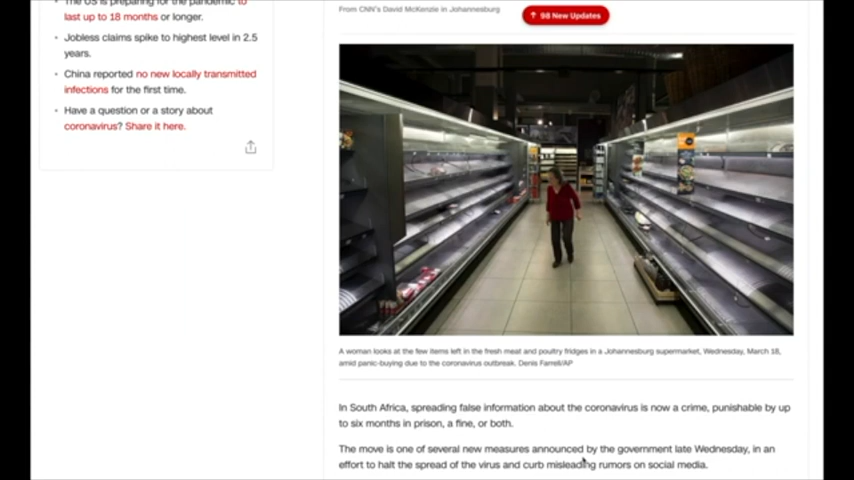 The US is preparing for the pandemic to
last up to 18 months or longer.
Jobless claims spike to highest level in 2.5
years.
China reported no new locally transmitted
infections for the first time.
Have a question or a story about
coronavirus? Share it here.
From CNN's David McKenzie in Johannesburg
↑ 98 New Updates
A woman looks at the few items left in the fresh meat and poultry fridges in a Johannesburg supermarket, Wednesday, March 18,
amid panic-buying due to the coronavirus outbreak. Denis Farrell/AP
In South Africa, spreading false information about the coronavirus is now a crime, punishable by up
to six months in prison, a fine, or both.
The move is one of several new measures announced by the government late Wednesday, in an
effort to halt the spread of the virus and curb misleading rumors on social media.